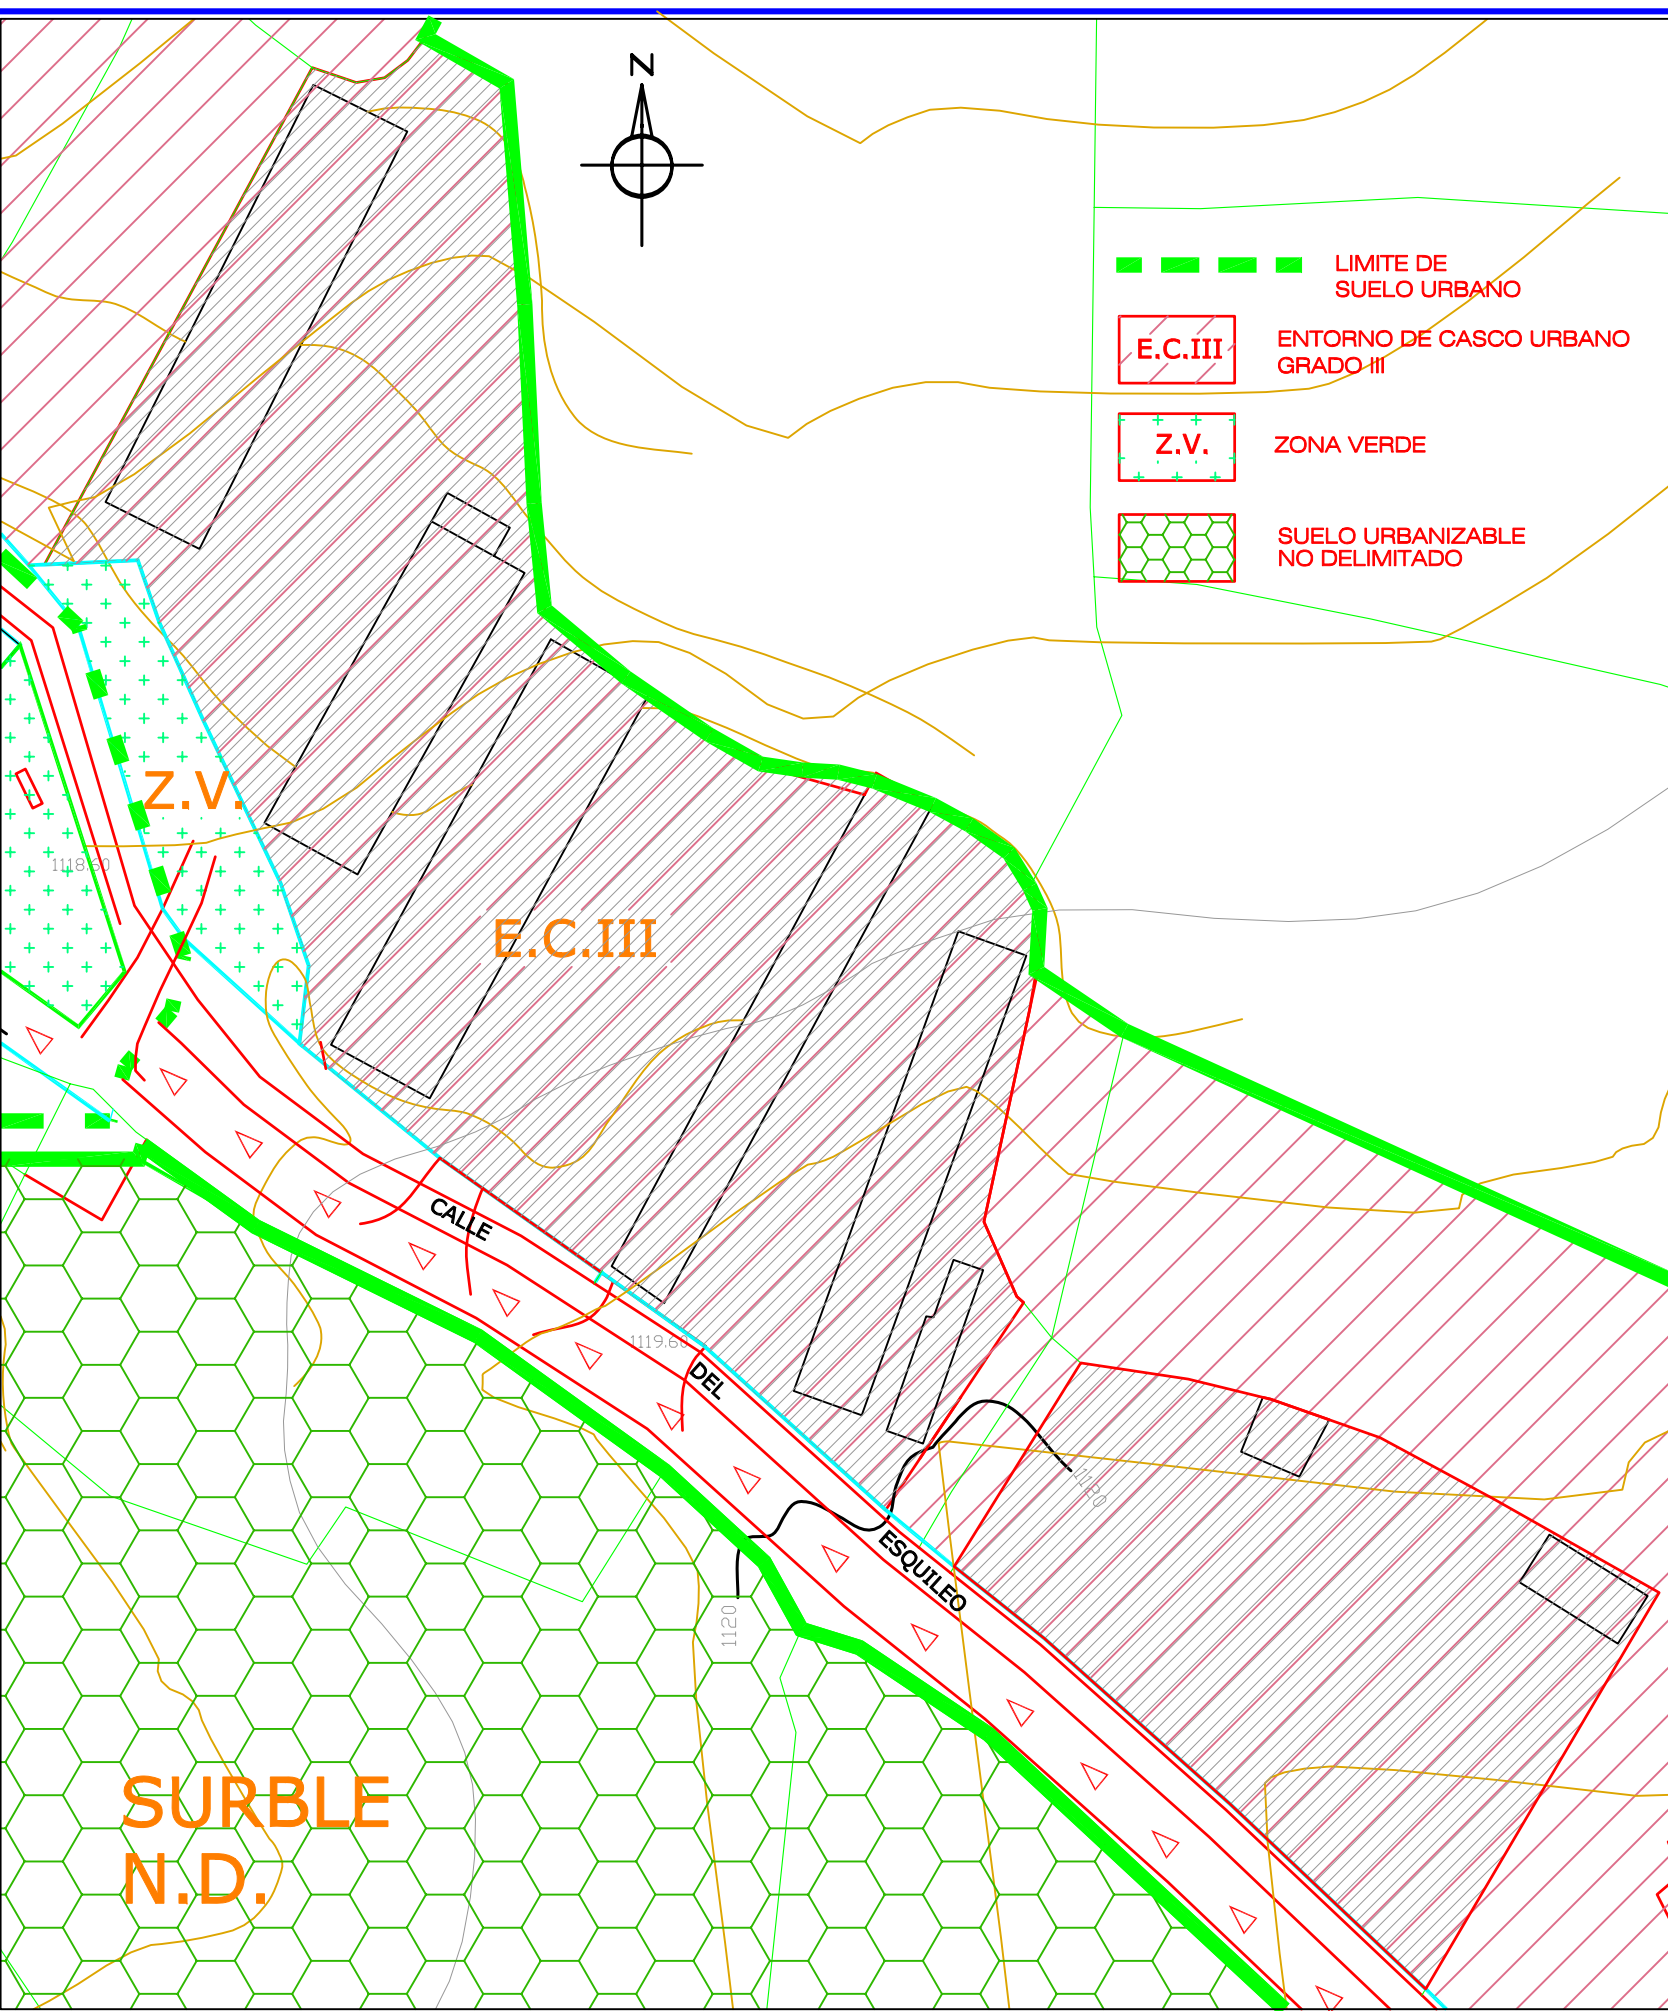 N
LIMITE DE
SUELO URBANO
E.C.III
ENTORNO DE CASCO URBANO
GRADO III
Z.V.
ZONA VERDE
SUELO URBANIZABLE
NO DELIMITADO
Z.V.
1118.60
E.C.III
CALLE
1119.60
DEL
1120
ESQUILEO
1120
SURBLE
N.D.